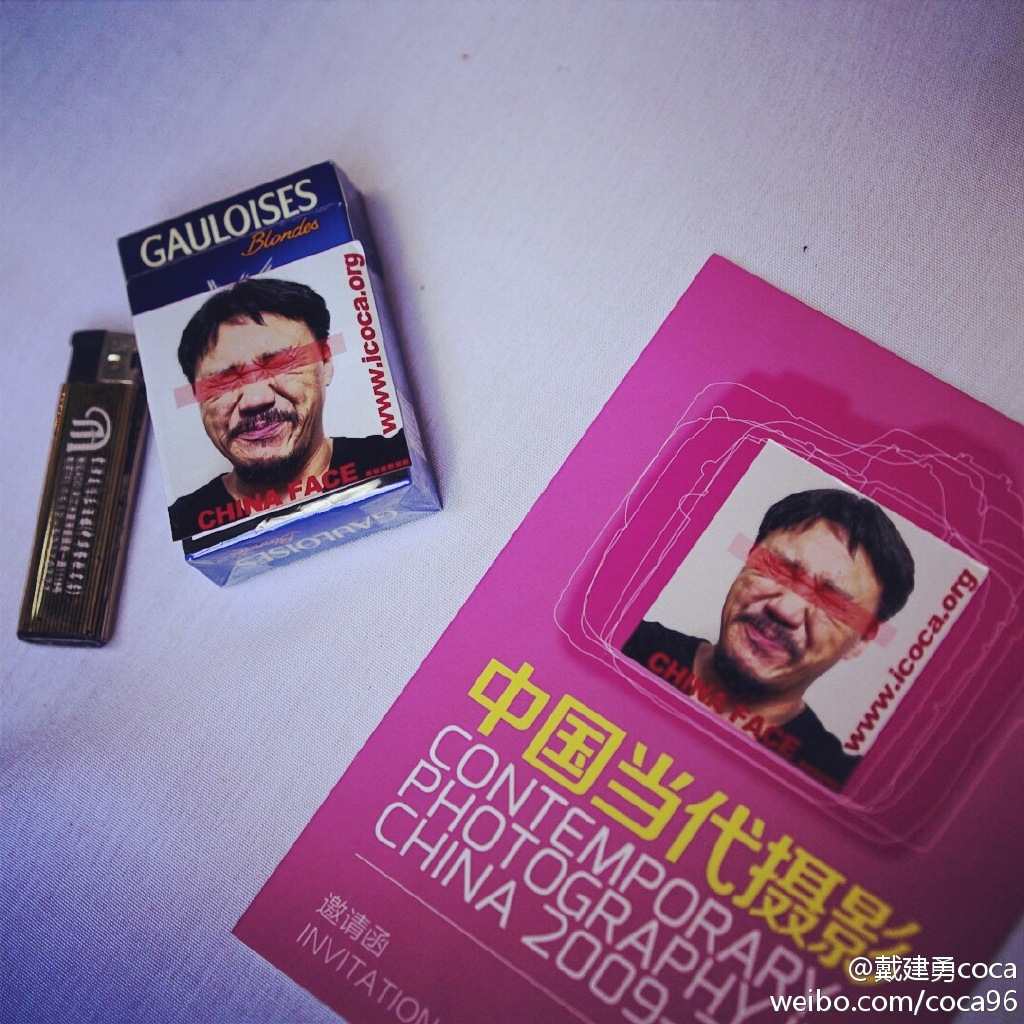 GAULOISES
Blondes
www.icoca.org
CHINA FACE ......
GAULOISES
Blondes
www.icoca.org
CHINA FACE ......
中国当代摄影
CONTEMPORARY
PHOTOGRAPHY
CHINA 2009-
邀请函
INVITATION
@戴建勇coca
weibo.com/coca96